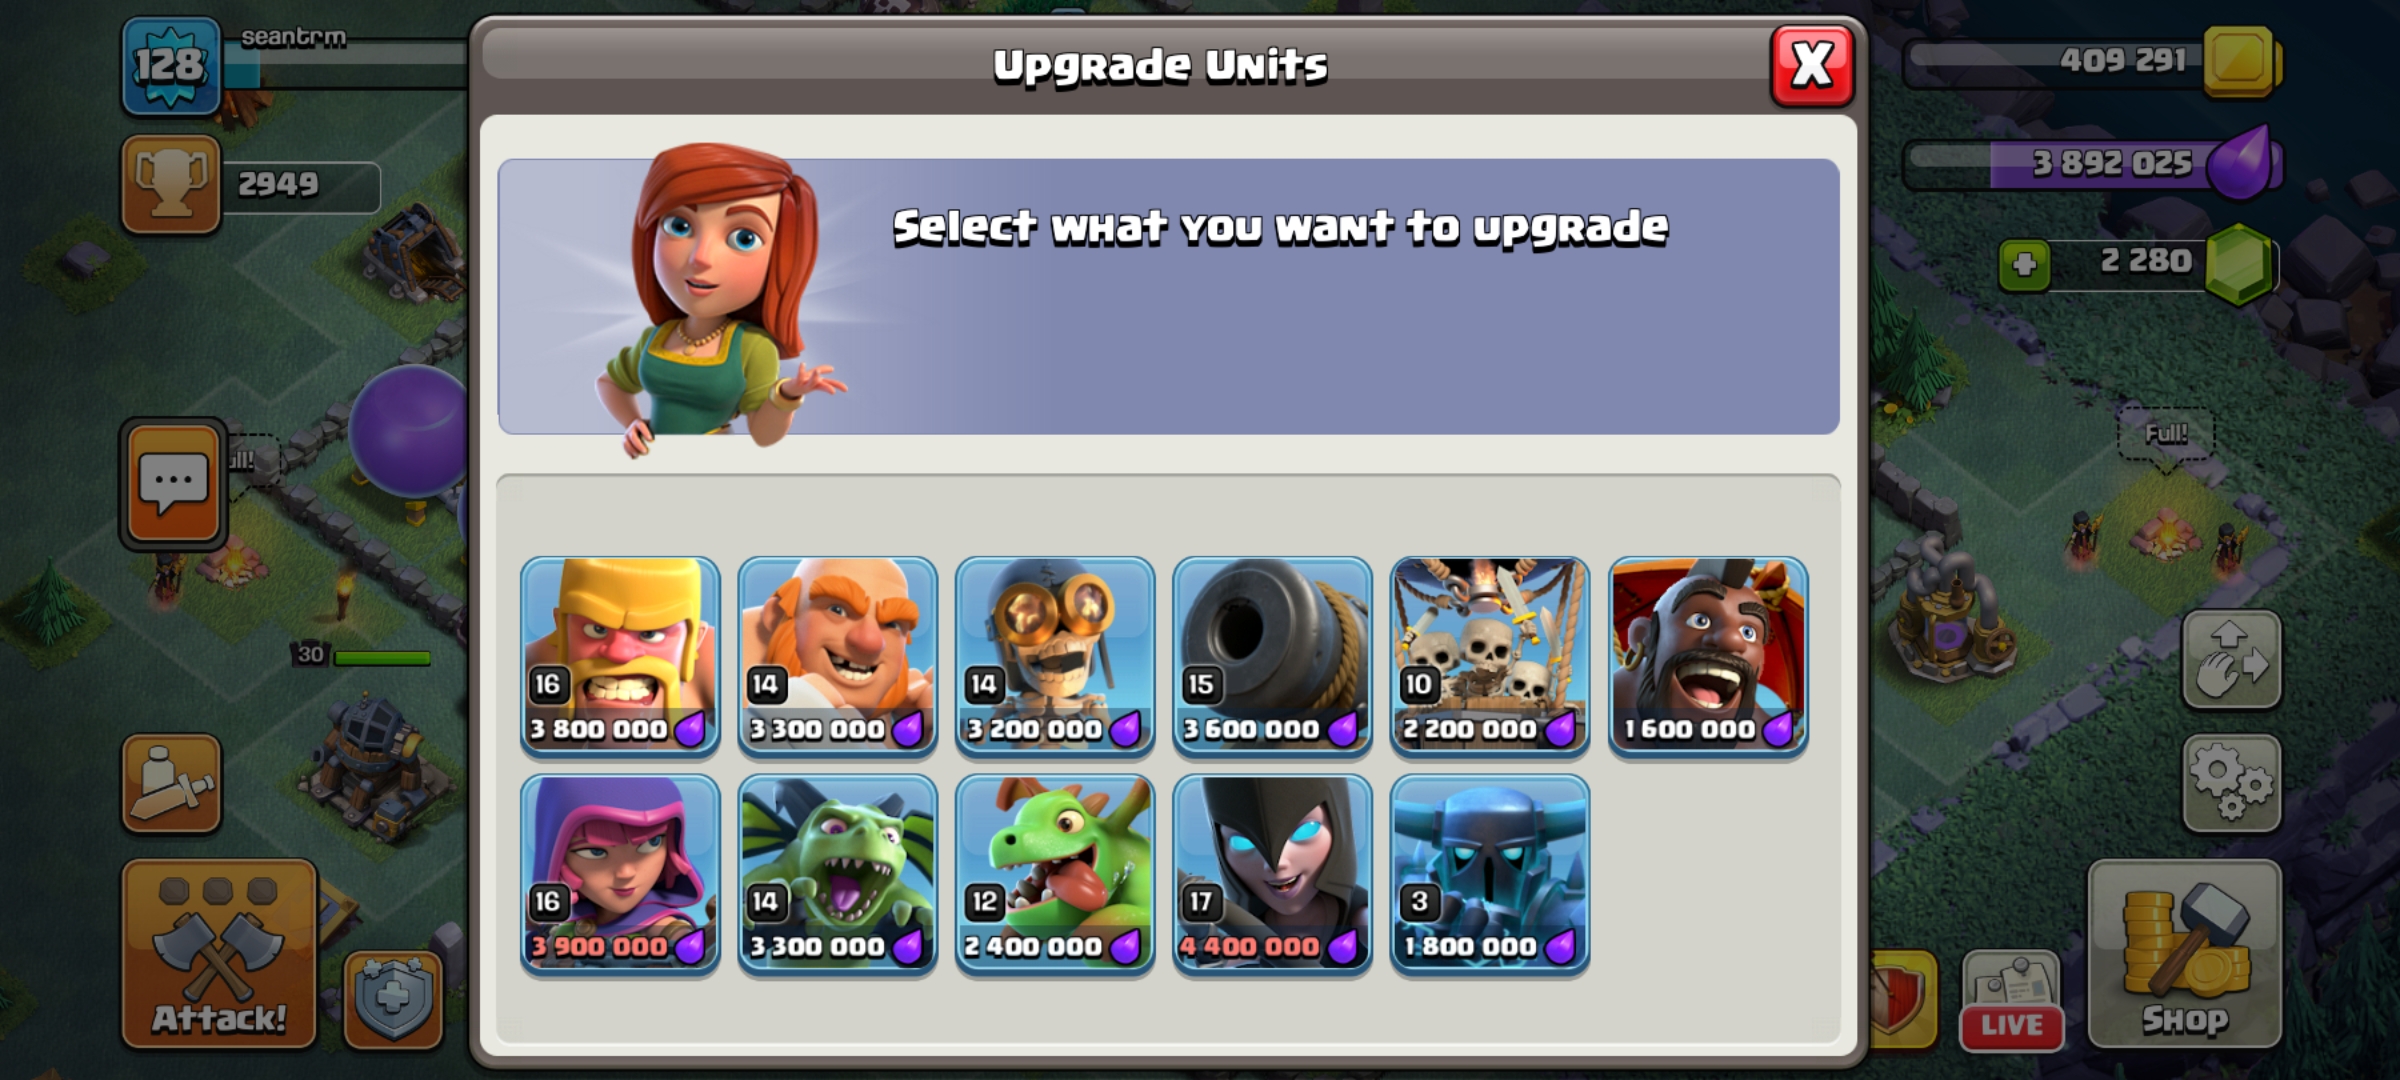 128
seantrm
2949
Upgrade Units
X
409 291
3 892 025
2 280
Select what you want to upgrade
ull!
Full!
30
16
3 800 000
14
3 300 000
14
3 200 000
15
3 600 000
10
2 200 000
1 600 000
16
3 900 000
14
3 300 000
12
2 400 000
17
4 400 000
3
1 800 000
Attack!
LIVE
Shop